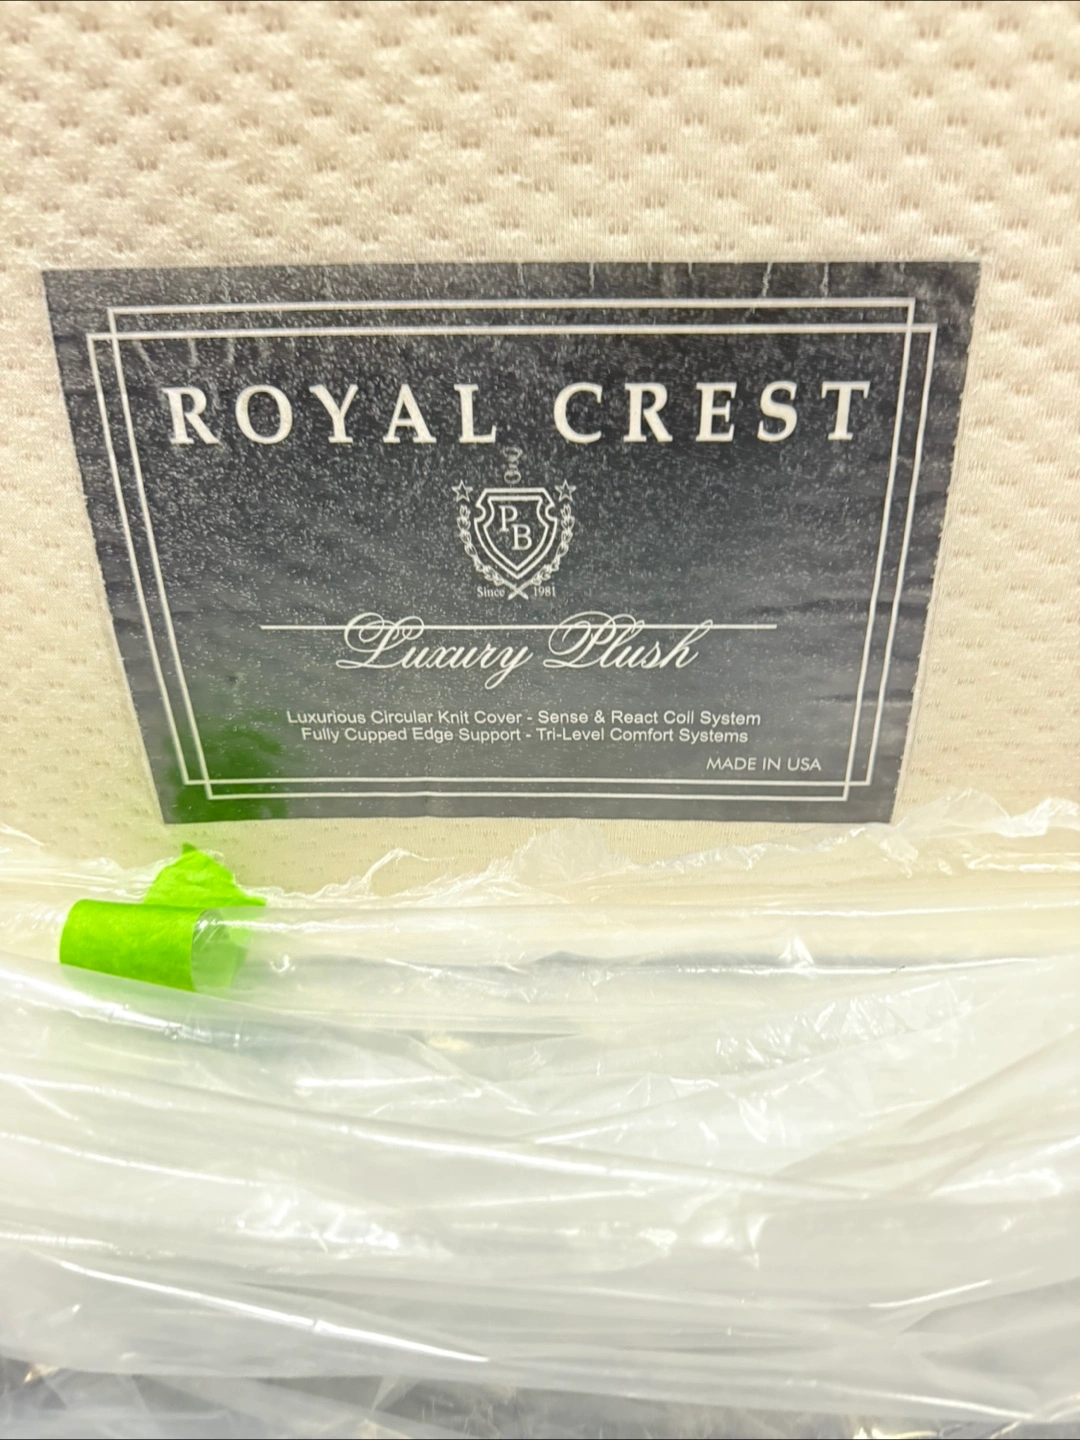 ROYAL CREST
PB
Since 1981
Luxury Plush
Luxurious Circular Knit Cover - Sense & React Coil System
Fully Cupped Edge Support - Tri-Level Comfort Systems
MADE IN USA